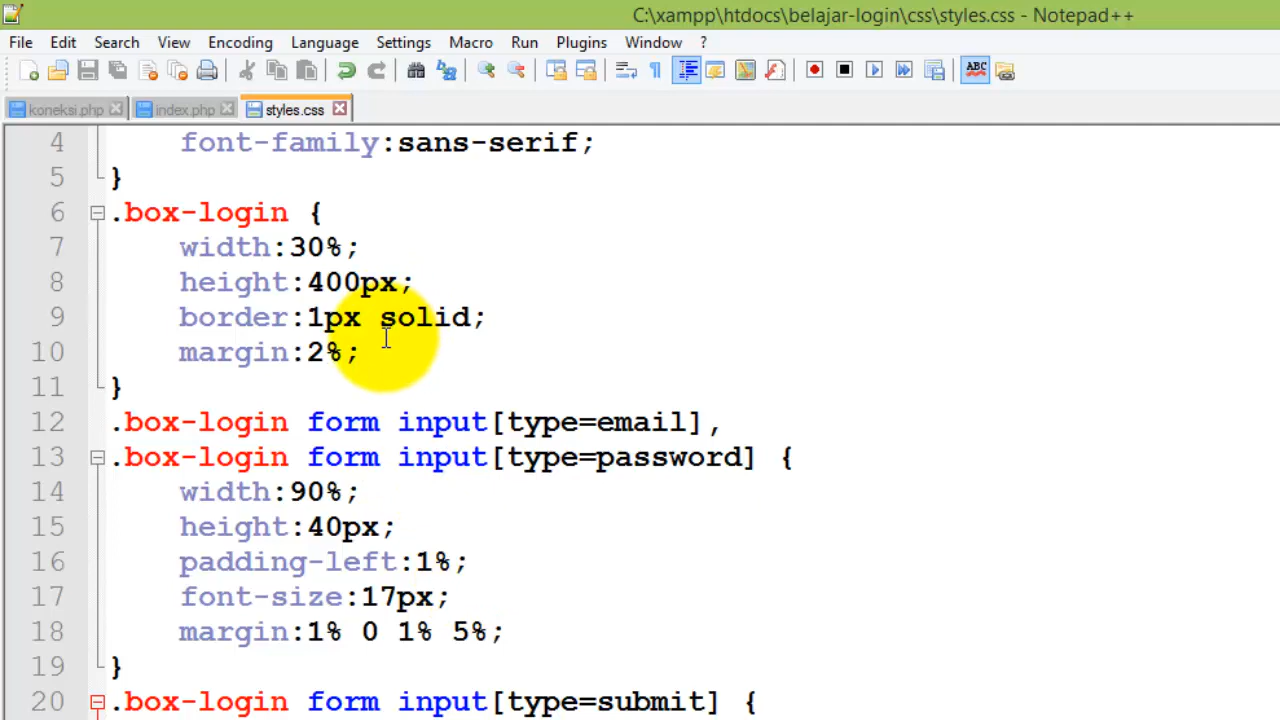 C:\xampp\htdocs\belajar-login\css\styles.css - Notepad++
File Edit Search View Encoding Language Settings Macro Run Plugins Window ?
ABC
koneksi.php index.php styles.css
4 font-family:sans-serif;
5 }
6 .box-login {
7 width:30%;
8 height:400px;
9 border:1px solid;
10 margin:2%;
11 }
12 .box-login form input[type=email],
13 .box-login form input[type=password] {
14 width:90%;
15 height:40px;
16 padding-left:1%;
17 font-size:17px;
18 margin:1% 0 1% 5%;
19 }
20 .box-login form input[type=submit] {